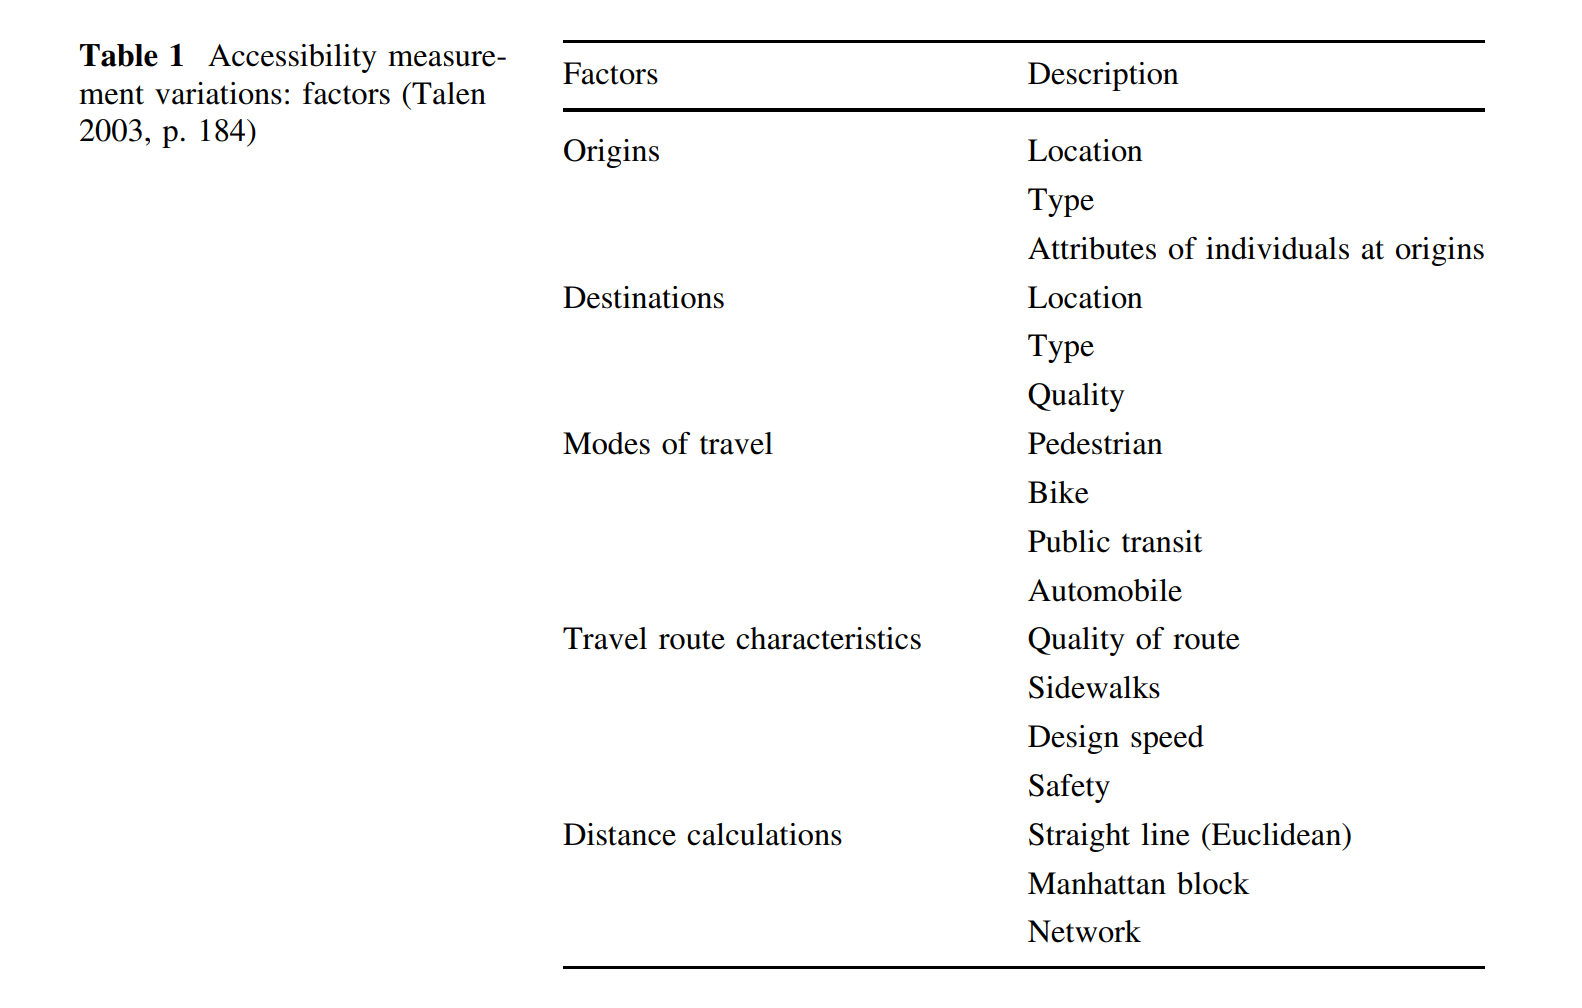 Table 1 Accessibility measure-
ment variations: factors (Talen
2003, p. 184)
Factors Description
Origins Location
Type
Attributes of individuals at origins
Destinations Location
Type
Quality
Modes of travel Pedestrian
Bike
Public transit
Automobile
Travel route characteristics Quality of route
Sidewalks
Design speed
Safety
Distance calculations Straight line (Euclidean)
Manhattan block
Network